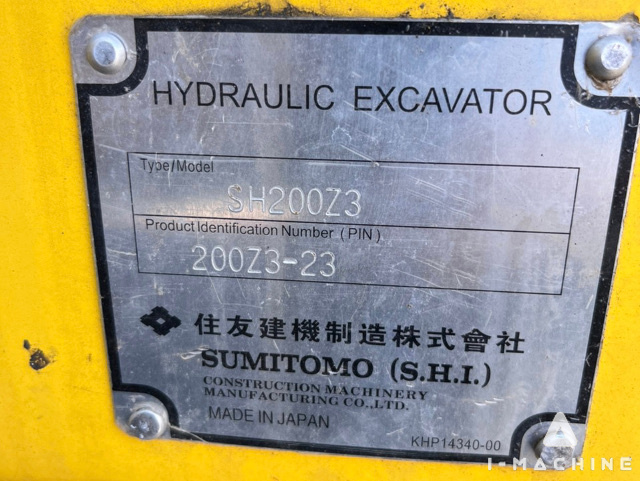 HYDRAULIC EXCAVATOR
Type/Model
SH200Z3
Product Identification Number (PIN)
200Z3-23
住友建機制造株式會社
SUMITOMO (S.H.I.)
CONSTRUCTION MACHINERY
MANUFACTURING CO.,LTD.
MADE IN JAPAN
KHP14340-00
I-MACHINE